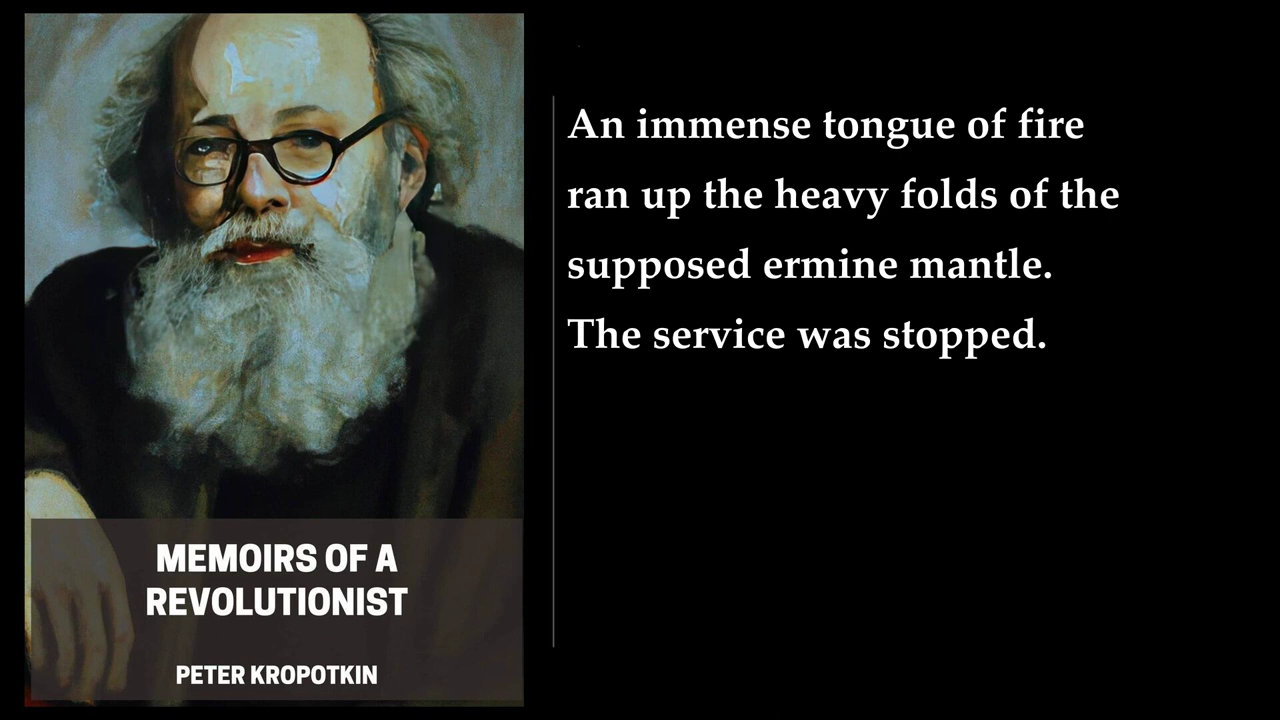 An immense tongue of fire
ran up the heavy folds of the
supposed ermine mantle.
The service was stopped.
MEMOIRS OF A
REVOLUTIONIST
PETER KROPOTKIN